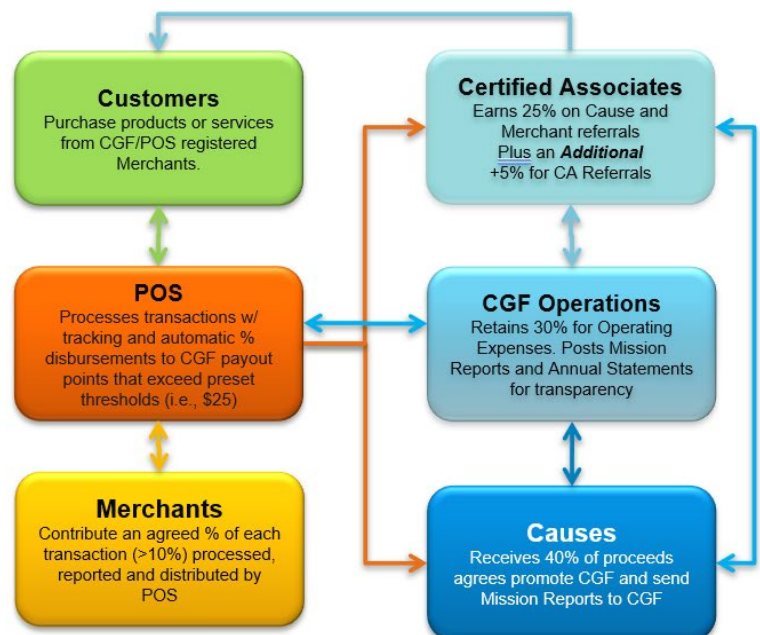 Customers
Purchase products or services
from CGF/POS registered
Merchants.
Certified Associates
Earns 25% on Cause and
Merchant referrals
Plus an Additional
+5% for CA Referrals
POS
Processes transactions w/
tracking and automatic %
disbursements to CGF payout
points that exceed preset
thresholds (i.e., $25)
CGF Operations
Retains 30% for Operating
Expenses. Posts Mission
Reports and Annual Statements
for transparency
Merchants
Contribute an agreed % of each
transaction (>10%) processed,
reported and distributed by
POS
Causes
Receives 40% of proceeds
agrees promote CGF and send
Mission Reports to CGF